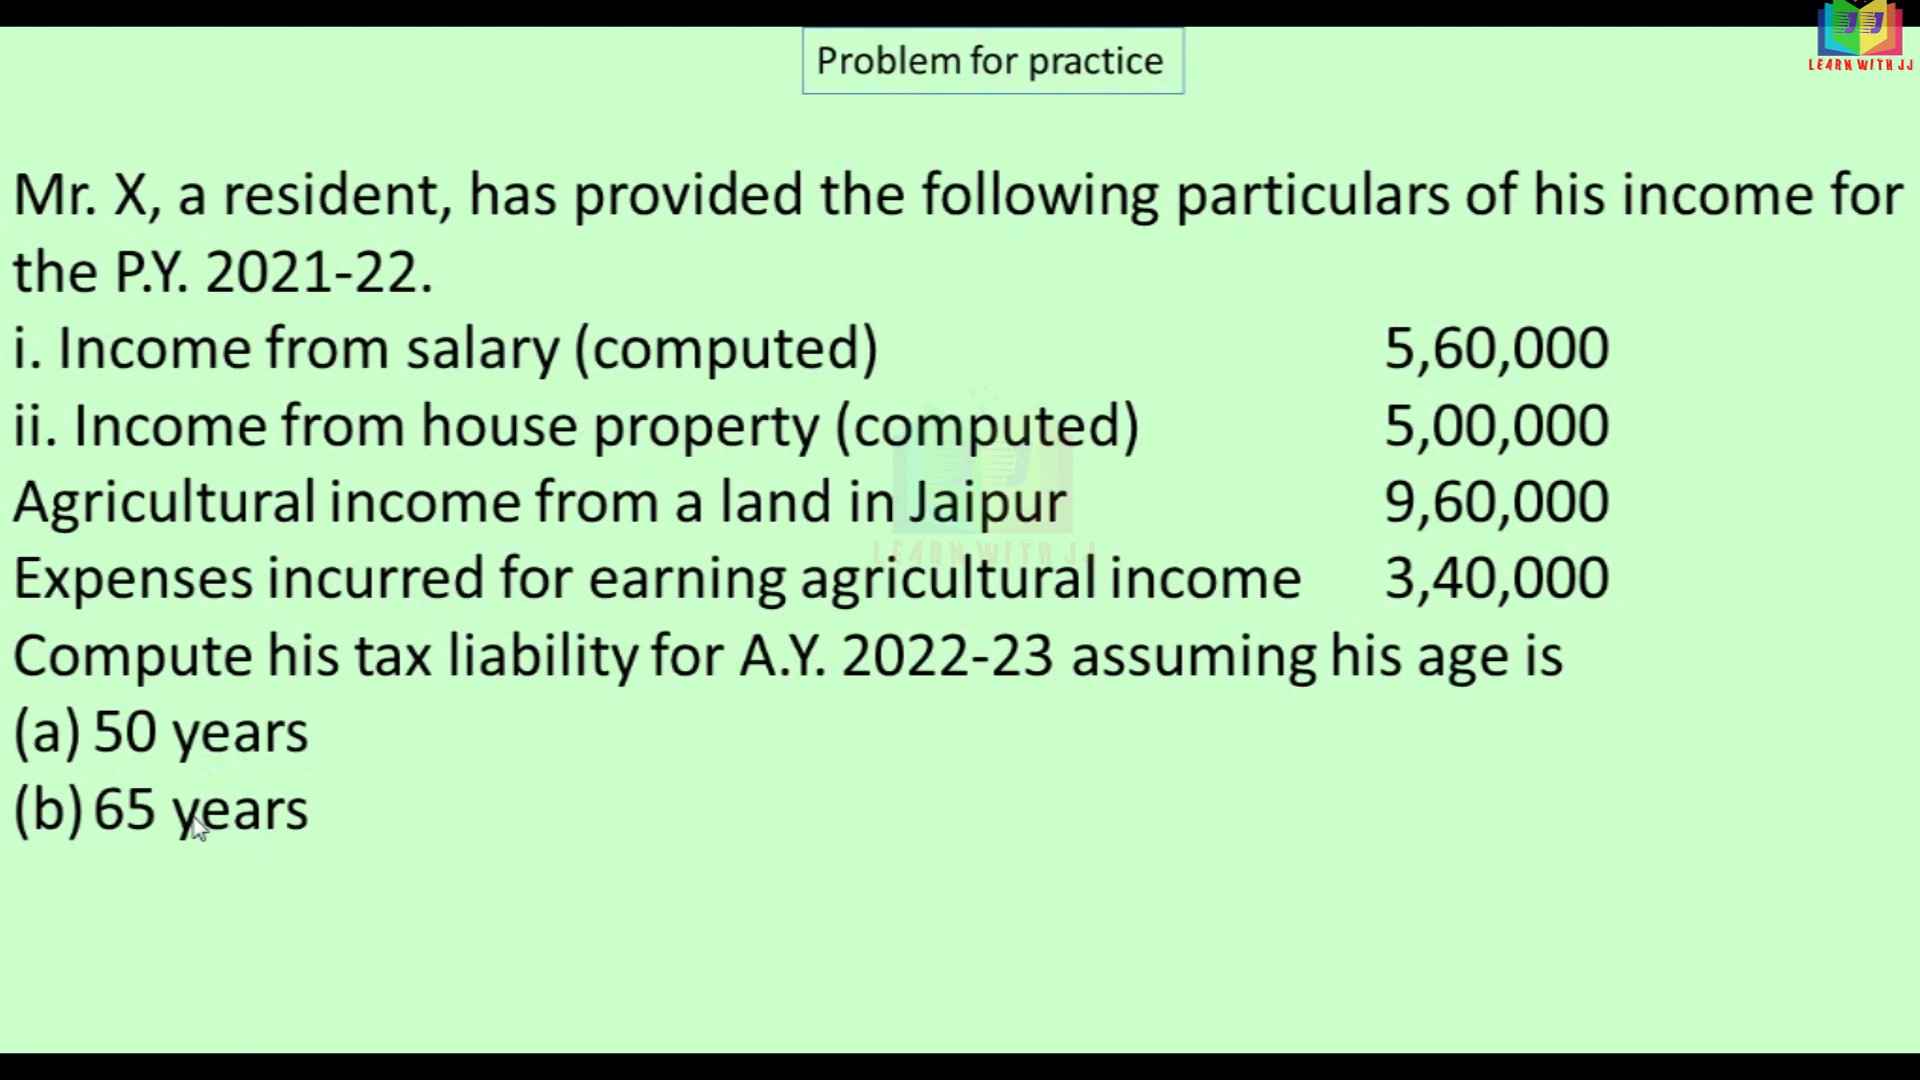 Problem for practice
LEARN WITH JJ
Mr. X, a resident, has provided the following particulars of his income for
the P.Y. 2021-22.
i. Income from salary (computed) 5,60,000
ii. Income from house property (computed) 5,00,000
Agricultural income from a land in Jaipur 9,60,000
LEARN WITH JJ
Expenses incurred for earning agricultural income 3,40,000
Compute his tax liability for A.Y. 2022-23 assuming his age is
(a) 50 years
(b) 65 years